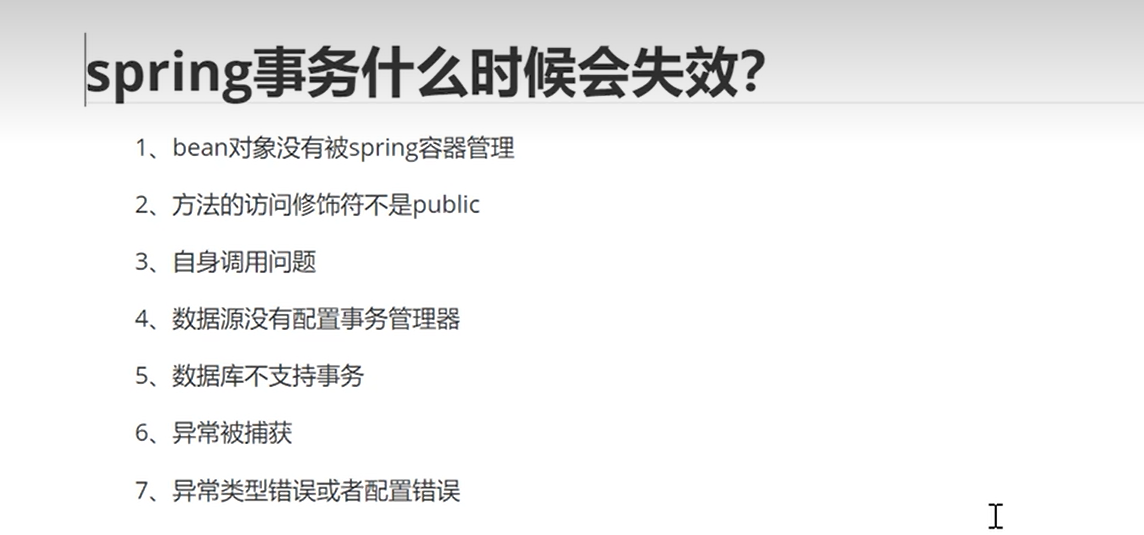 spring事务什么时候会失效?
1、bean对象没有被spring容器管理
2、方法的访问修饰符不是public
3、自身调用问题
4、数据源没有配置事务管理器
5、数据库不支持事务
6、异常被捕获
7、异常类型错误或者配置错误